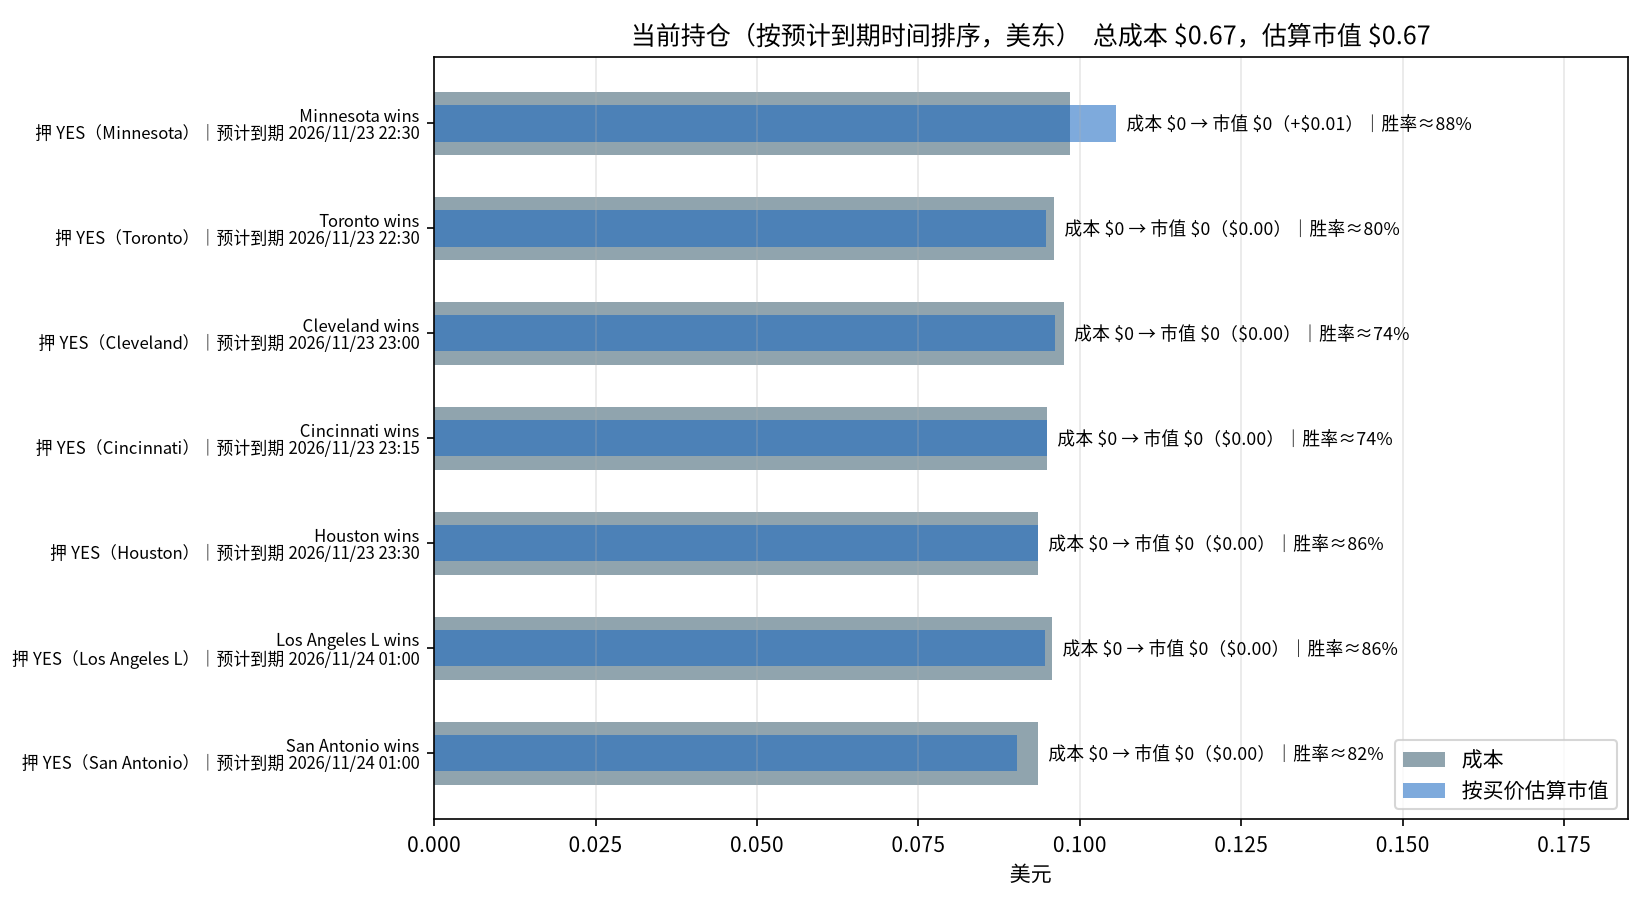 当前持仓（按预计到期时间排序，美东） 总成本 $0.67，估算市值 $0.67
Minnesota wins
押 YES（Minnesota）｜预计到期 2026/11/23 22:30
成本 $0 → 市值 $0（+$0.01）｜胜率≈88%
Toronto wins
押 YES（Toronto）｜预计到期 2026/11/23 22:30
成本 $0 → 市值 $0（$0.00）｜胜率≈80%
Cleveland wins
押 YES（Cleveland）｜预计到期 2026/11/23 23:00
成本 $0 → 市值 $0（$0.00）｜胜率≈74%
Cincinnati wins
押 YES（Cincinnati）｜预计到期 2026/11/23 23:15
成本 $0 → 市值 $0（$0.00）｜胜率≈74%
Houston wins
押 YES（Houston）｜预计到期 2026/11/23 23:30
成本 $0 → 市值 $0（$0.00）｜胜率≈86%
Los Angeles L wins
押 YES（Los Angeles L）｜预计到期 2026/11/24 01:00
成本 $0 → 市值 $0（$0.00）｜胜率≈86%
San Antonio wins
押 YES（San Antonio）｜预计到期 2026/11/24 01:00
成本 $0 → 市值 $0（$0.00）｜胜率≈82%
成本
按买价估算市值
0.000 0.025 0.050 0.075 0.100 0.125 0.150 0.175
美元